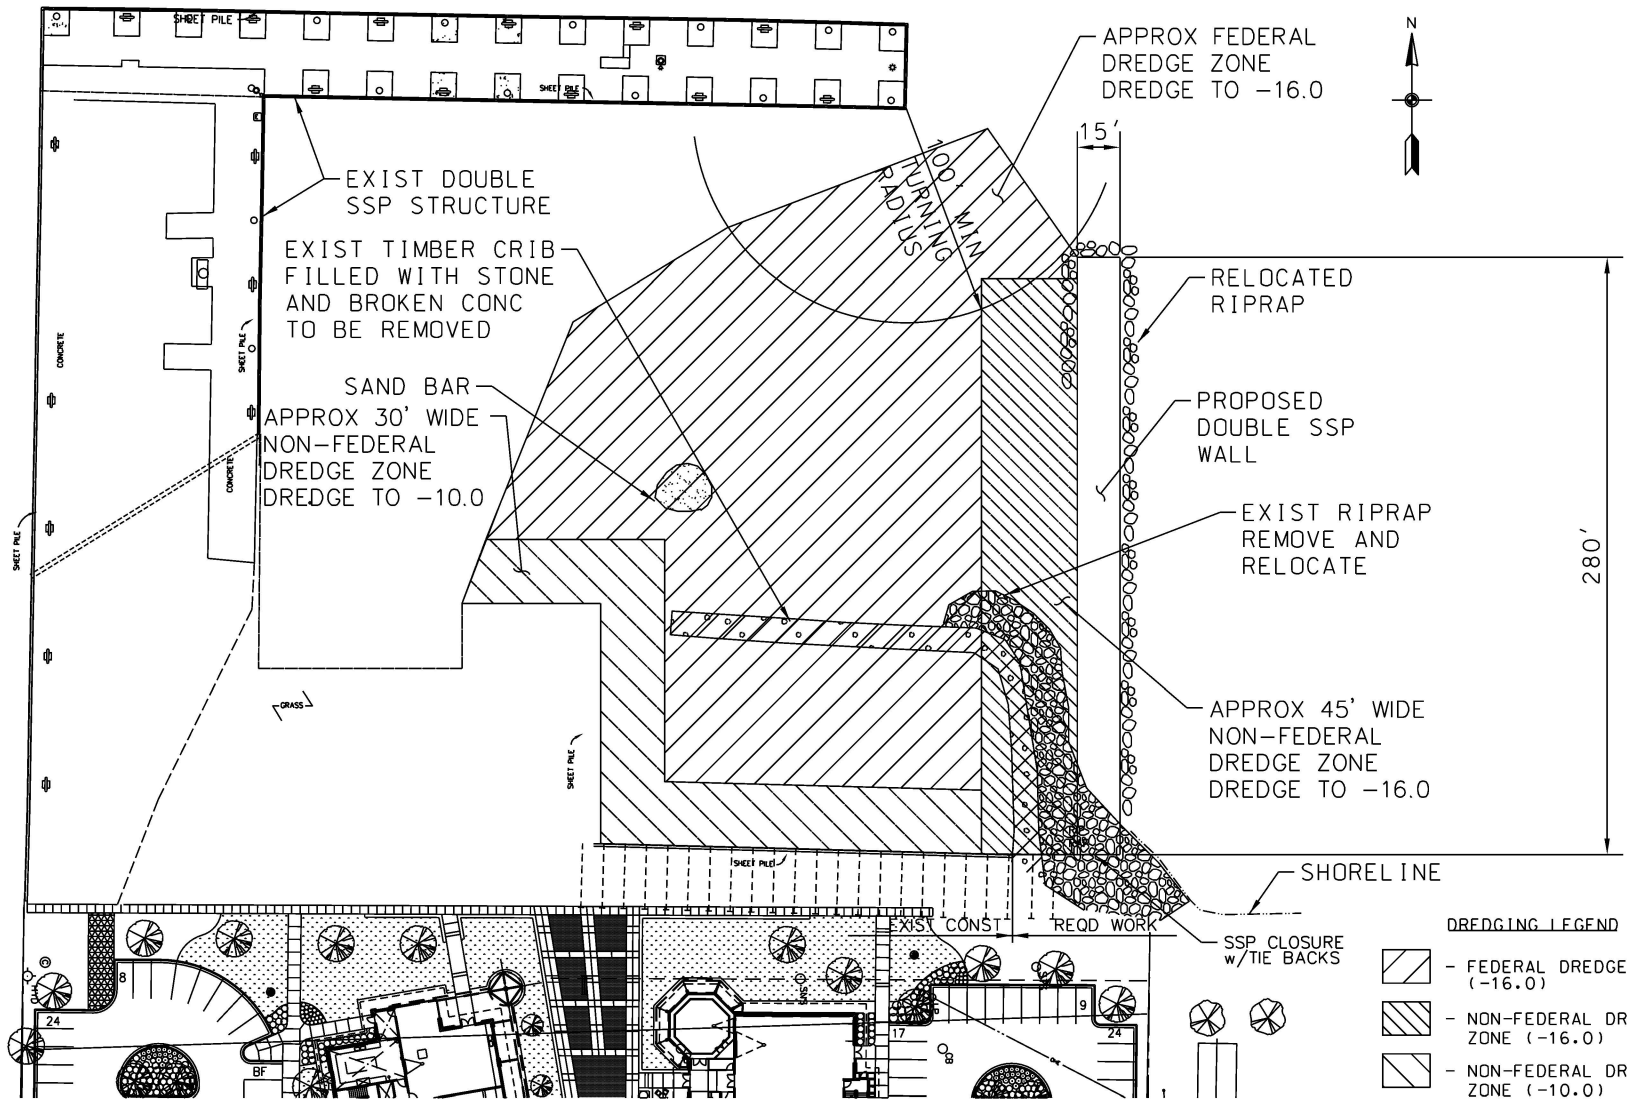 SHEET PILE
SHEET PILE
APPROX FEDERAL
DREDGE ZONE
DREDGE TO -16.0
N
15'
100' MIN
TURNING
RADIUS
EXIST DOUBLE
SSP STRUCTURE
EXIST TIMBER CRIB
FILLED WITH STONE
AND BROKEN CONC
TO BE REMOVED
RELOCATED
RIPRAP
SHEET PILE
CONCRETE
SAND BAR
APPROX 30' WIDE
NON-FEDERAL
DREDGE ZONE
DREDGE TO -10.0
PROPOSED
DOUBLE SSP
WALL
CONCRETE
SHEET PILE
EXIST RIPRAP
REMOVE AND
RELOCATE
280'
GRASS
SHEET PILE
APPROX 45' WIDE
NON-FEDERAL
DREDGE ZONE
DREDGE TO -16.0
SHEET PILE
SHORELINE
EXIST CONST
REQD WORK
SSP CLOSURE
W/TIE BACKS
DREDGING LEGEND
- FEDERAL DREDGE
(-16.0)
- NON-FEDERAL DR
ZONE (-16.0)
- NON-FEDERAL DR
ZONE (-10.0)
8
24
BF
SNS
17
9
24
CB